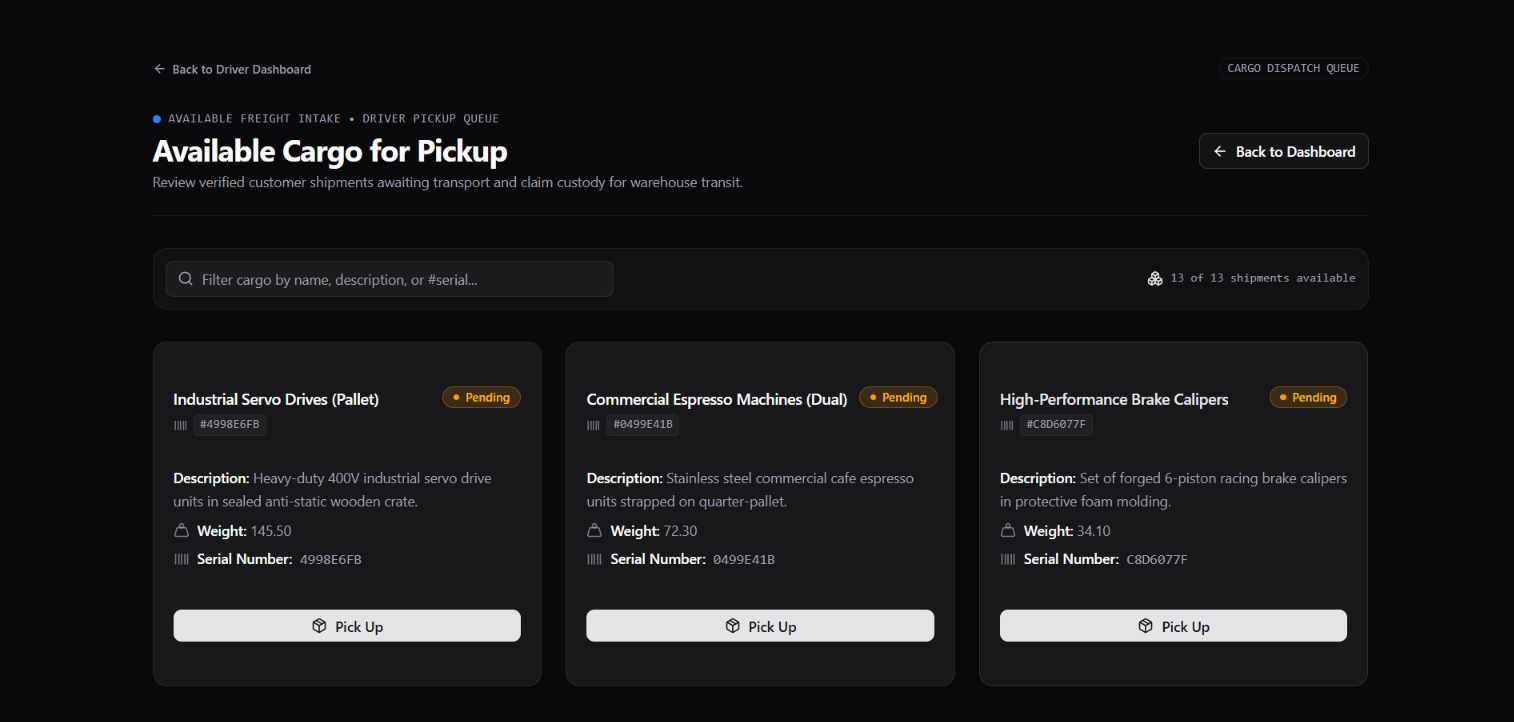 Back to Driver Dashboard
CARGO DISPATCH QUEUE
AVAILABLE FREIGHT INTAKE • DRIVER PICKUP QUEUE
Available Cargo for Pickup
Back to Dashboard
Review verified customer shipments awaiting transport and claim custody for warehouse transit.
Filter cargo by name, description, or #serial...
13 of 13 shipments available
Industrial Servo Drives (Pallet)
Pending
#4998E6FB
Description: Heavy-duty 400V industrial servo drive
units in sealed anti-static wooden crate.
Weight: 145.50
Serial Number: 4998E6FB
Pick Up
Commercial Espresso Machines (Dual)
Pending
#0499E41B
Description: Stainless steel commercial cafe espresso
units strapped on quarter-pallet.
Weight: 72.30
Serial Number: 0499E41B
Pick Up
High-Performance Brake Calipers
Pending
#C8D6077F
Description: Set of forged 6-piston racing brake calipers
in protective foam molding.
Weight: 34.10
Serial Number: C8D6077F
Pick Up